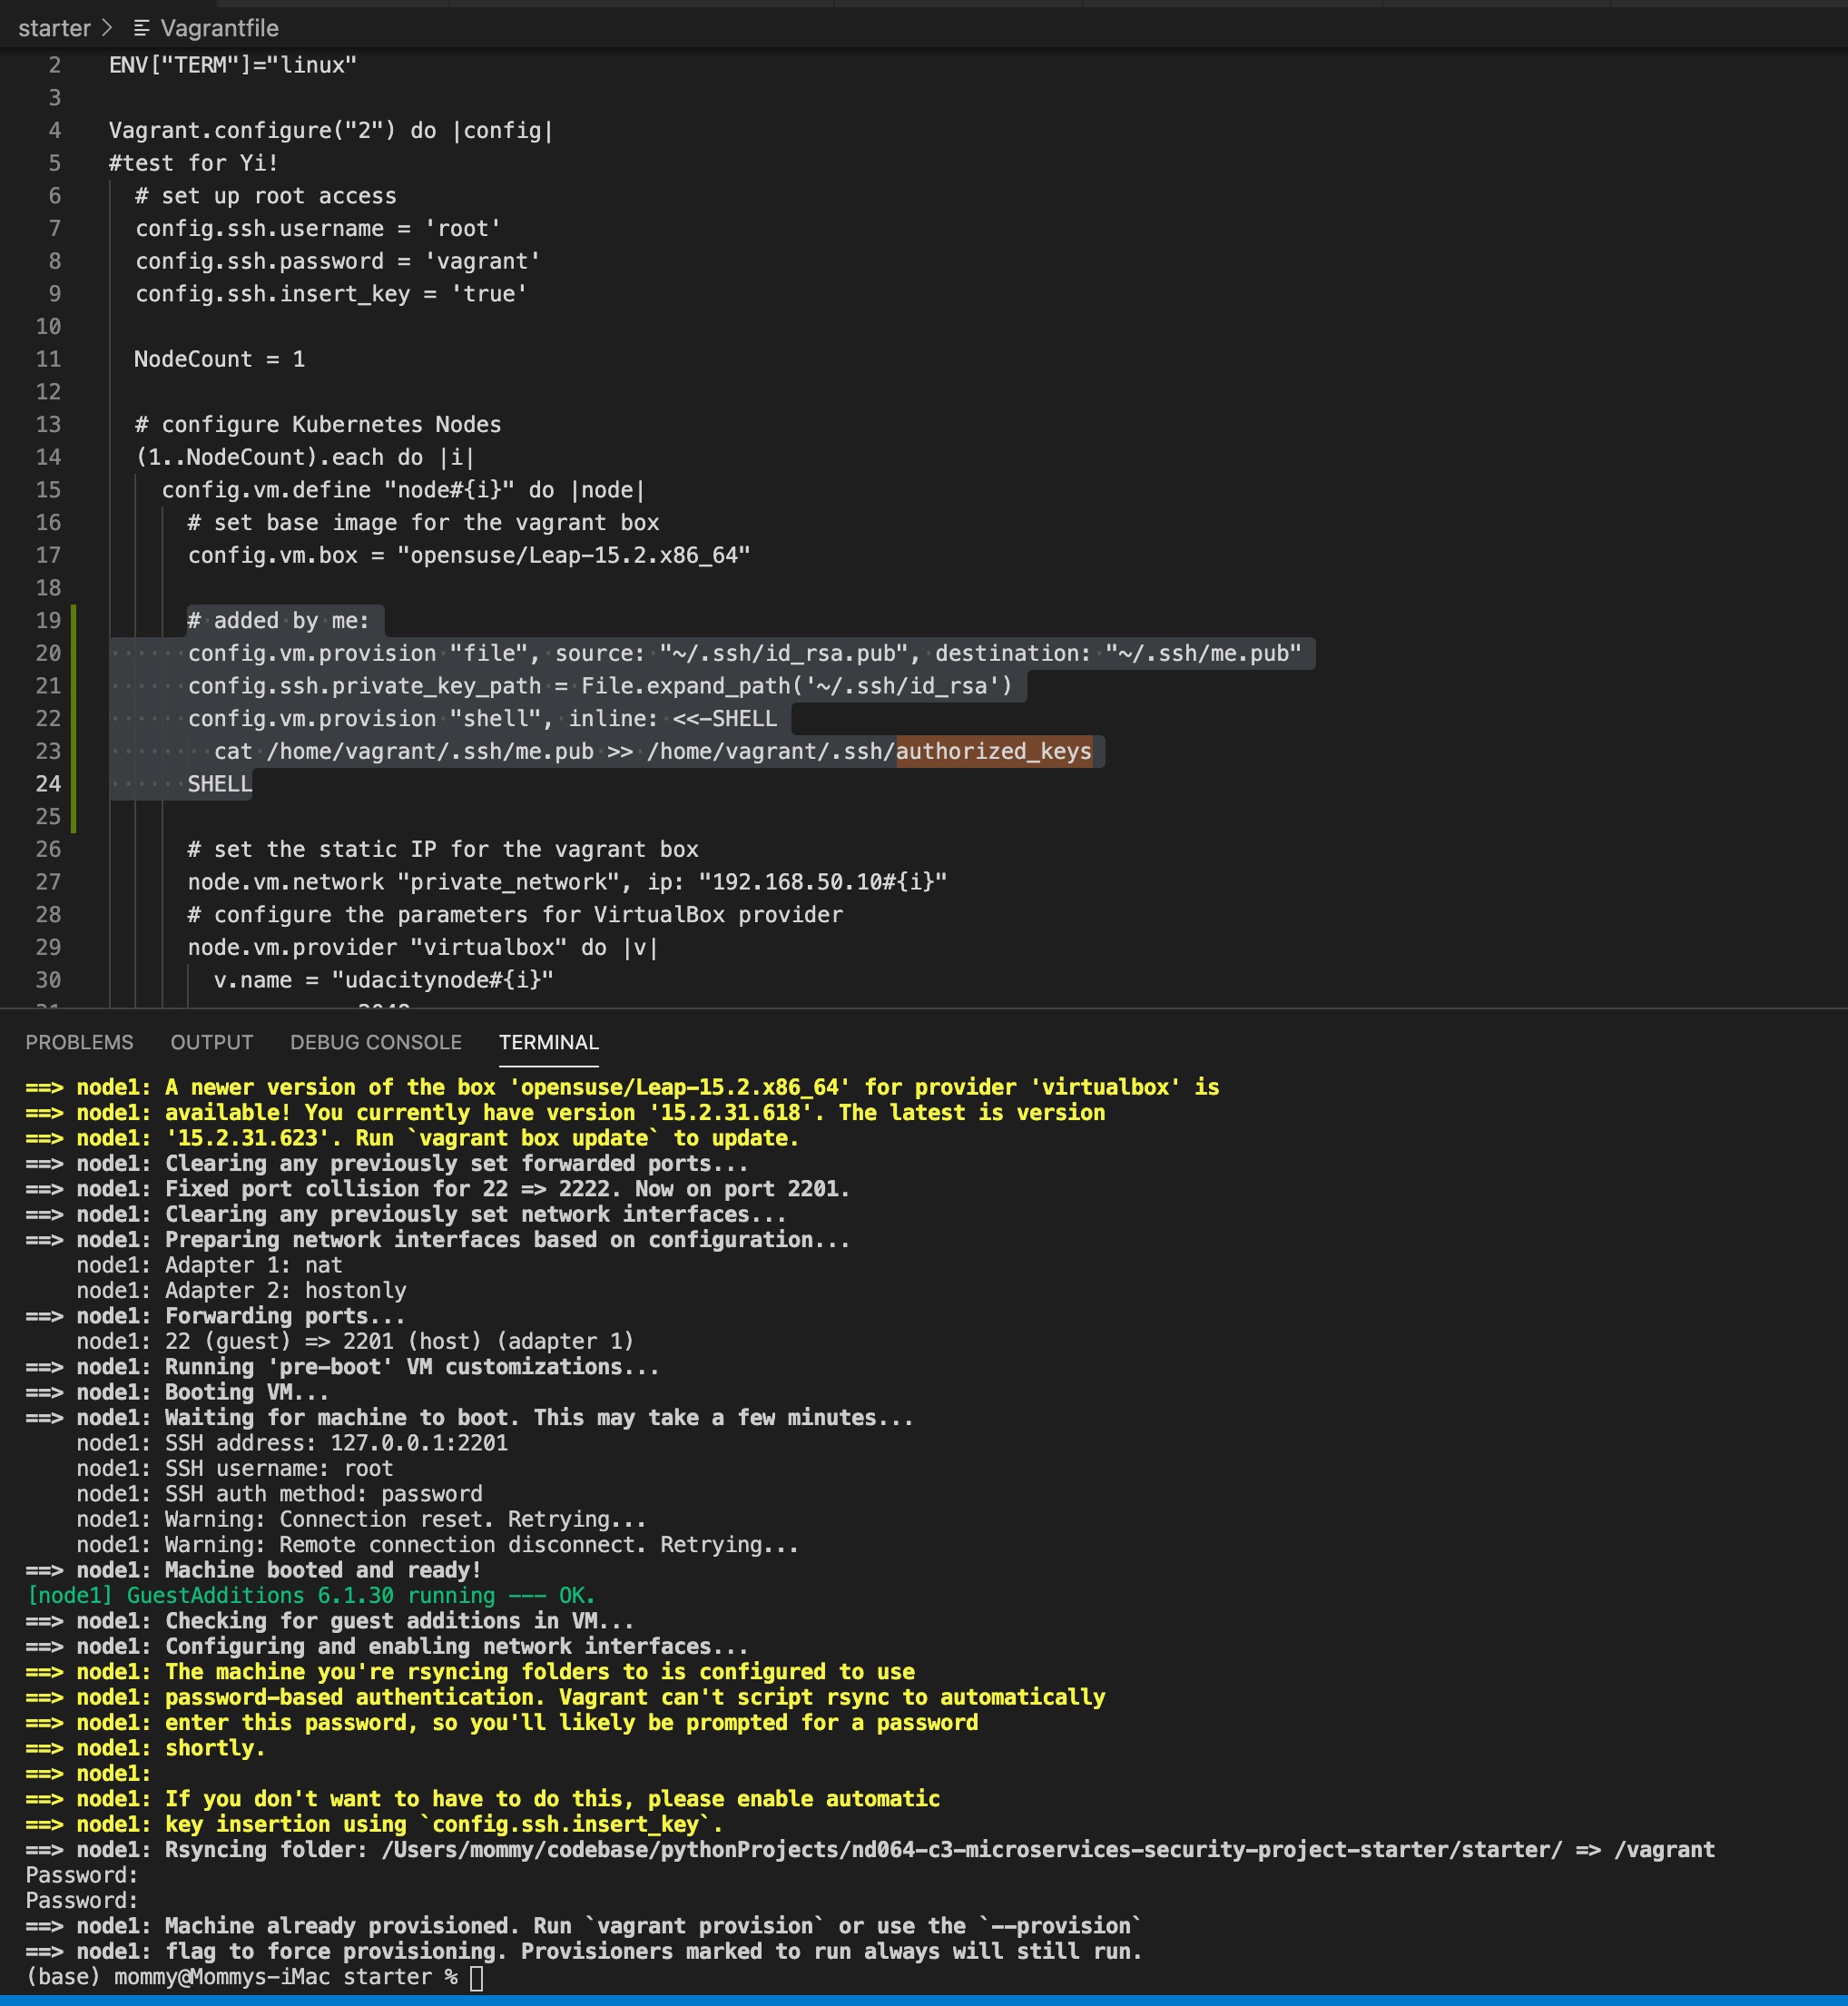 starter > Vagrantfile
2 ENV["TERM"]="linux"
3
4 Vagrant.configure("2") do |config|
5 #test for Yi!
6 # set up root access
7 config.ssh.username = 'root'
8 config.ssh.password = 'vagrant'
9 config.ssh.insert_key = 'true'
10
11 NodeCount = 1
12
13 # configure Kubernetes Nodes
14 (1..NodeCount).each do |i|
15 config.vm.define "node#{i}" do |node|
16 # set base image for the vagrant box
17 config.vm.box = "opensuse/Leap-15.2.x86_64"
18
19 # added by me:
20 config.vm.provision "file", source: "~/.ssh/id_rsa.pub", destination: "~/.ssh/me.pub"
21 config.ssh.private_key_path = File.expand_path('~/.ssh/id_rsa')
22 config.vm.provision "shell", inline: <<-SHELL
23 cat /home/vagrant/.ssh/me.pub >> /home/vagrant/.ssh/authorized_keys
24 SHELL
25
26 # set the static IP for the vagrant box
27 node.vm.network "private_network", ip: "192.168.50.10#{i}"
28 # configure the parameters for VirtualBox provider
29 node.vm.provider "virtualbox" do |v|
30 v.name = "udacitynode#{i}"
PROBLEMS OUTPUT DEBUG CONSOLE TERMINAL
==> node1: A newer version of the box 'opensuse/Leap-15.2.x86_64' for provider 'virtualbox' is
==> node1: available! You currently have version '15.2.31.618'. The latest is version
==> node1: '15.2.31.623'. Run `vagrant box update` to update.
==> node1: Clearing any previously set forwarded ports...
==> node1: Fixed port collision for 22 => 2222. Now on port 2201.
==> node1: Clearing any previously set network interfaces...
==> node1: Preparing network interfaces based on configuration...
node1: Adapter 1: nat
node1: Adapter 2: hostonly
==> node1: Forwarding ports...
node1: 22 (guest) => 2201 (host) (adapter 1)
==> node1: Running 'pre-boot' VM customizations...
==> node1: Booting VM...
==> node1: Waiting for machine to boot. This may take a few minutes...
node1: SSH address: 127.0.0.1:2201
node1: SSH username: root
node1: SSH auth method: password
node1: Warning: Connection reset. Retrying...
node1: Warning: Remote connection disconnect. Retrying...
==> node1: Machine booted and ready!
[node1] GuestAdditions 6.1.30 running --- OK.
==> node1: Checking for guest additions in VM...
==> node1: Configuring and enabling network interfaces...
==> node1: The machine you're rsyncing folders to is configured to use
==> node1: password-based authentication. Vagrant can't script rsync to automatically
==> node1: enter this password, so you'll likely be prompted for a password
==> node1: shortly.
==> node1:
==> node1: If you don't want to have to do this, please enable automatic
==> node1: key insertion using `config.ssh.insert_key`.
==> node1: Rsyncing folder: /Users/mommy/codebase/pythonProjects/nd064-c3-microservices-security-project-starter/starter/ => /vagrant
Password:
Password:
==> node1: Machine already provisioned. Run `vagrant provision` or use the `--provision`
==> node1: flag to force provisioning. Provisioners marked to run always will still run.
(base) mommy@Mommys-iMac starter %